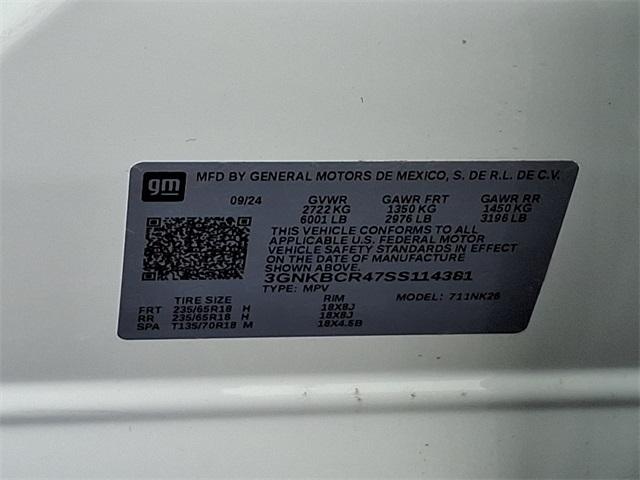 gm MFD BY GENERAL MOTORS DE MEXICO, S. DE R.L. DE C.V.
09/24 GVWR GAWR FRT GAWR RR
2722 KG 1350 KG 1450 KG
6001 LB 2976 LB 3196 LB
THIS VEHICLE CONFORMS TO ALL
APPLICABLE U.S. FEDERAL MOTOR
VEHICLE SAFETY STANDARDS IN EFFECT
ON THE DATE OF MANUFACTURE
SHOWN ABOVE.
3GNKBCR47SS114361
TYPE: MPV MODEL: 711NK26
TIRE SIZE RIM
FRT 235/65R18 H 18X8J
RR 235/65R18 H 18X8J
SPA T135/70R18 M 18X4.5B